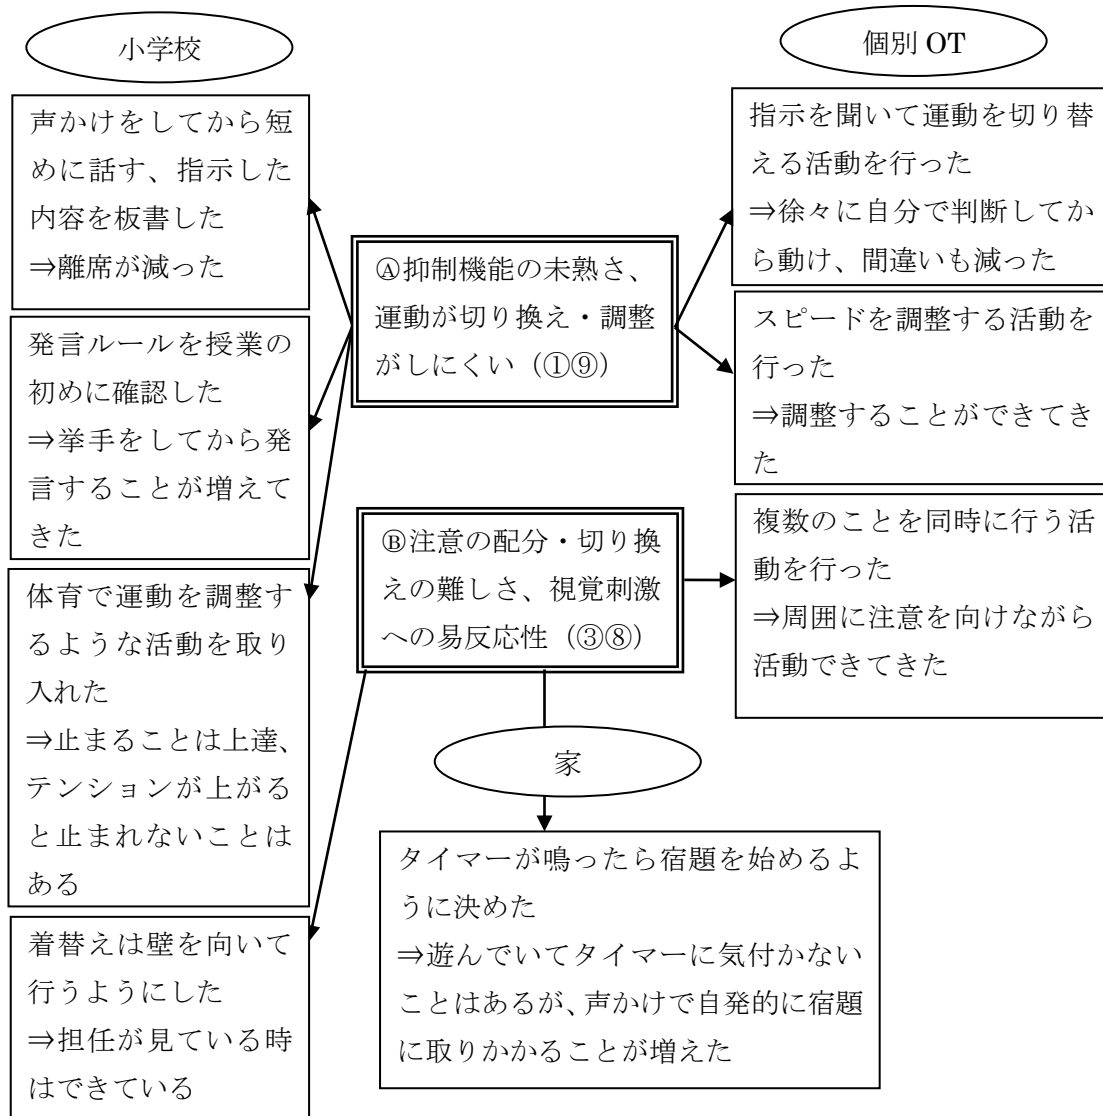 小学校
声かけをしてから短
めに話す、指示した
内容を板書した
⇒離席が減った
発言ルールを授業の
初めに確認した
⇒挙手をしてから発
言することが増えて
きた
体育で運動を調整す
るような活動を取り
入れた
⇒止まることは上達、
テンションが上がる
と止まれないことは
ある
着替えは壁を向いて
行うようにした
⇒担任が見ている時
はできている
Ⓐ抑制機能の未熟さ、
運動が切り換え・調整
がしにくい（①⑨）
Ⓑ注意の配分・切り換
えの難しさ、視覚刺激
への易反応性（③⑧）
家
タイマーが鳴ったら宿題を始めるよ
うに決めた
⇒遊んでいてタイマーに気付かない
ことはあるが、声かけで自発的に宿題
に取りかかることが増えた
個別 OT
指示を聞いて運動を切り替
える活動を行った
⇒徐々に自分で判断してか
ら動け、間違いも減った
スピードを調整する活動を
行った
⇒調整することができてき
た
複数のことを同時に行う活
動を行った
⇒周囲に注意を向けながら
活動できてきた